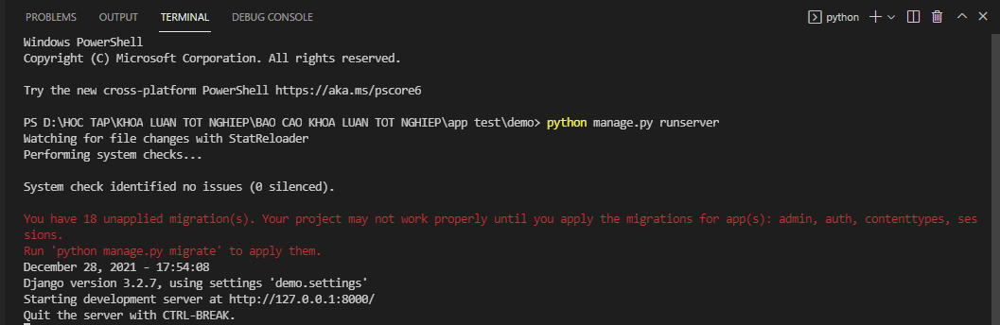 PROBLEMS OUTPUT TERMINAL DEBUG CONSOLE python
Windows PowerShell
Copyright (C) Microsoft Corporation. All rights reserved.
Try the new cross-platform PowerShell https://aka.ms/pscore6
PS D:\HOC TAP\KHOA LUAN TOT NGHIEP\BAO CAO KHOA LUAN TOT NGHIEP\app test\demo> python manage.py runserver
Watching for file changes with StatReloader
Performing system checks...
System check identified no issues (0 silenced).
You have 18 unapplied migration(s). Your project may not work properly until you apply the migrations for app(s): admin, auth, contenttypes, ses
sions.
Run 'python manage.py migrate' to apply them.
December 28, 2021 - 17:54:08
Django version 3.2.7, using settings 'demo.settings'
Starting development server at http://127.0.0.1:8000/
Quit the server with CTRL-BREAK.